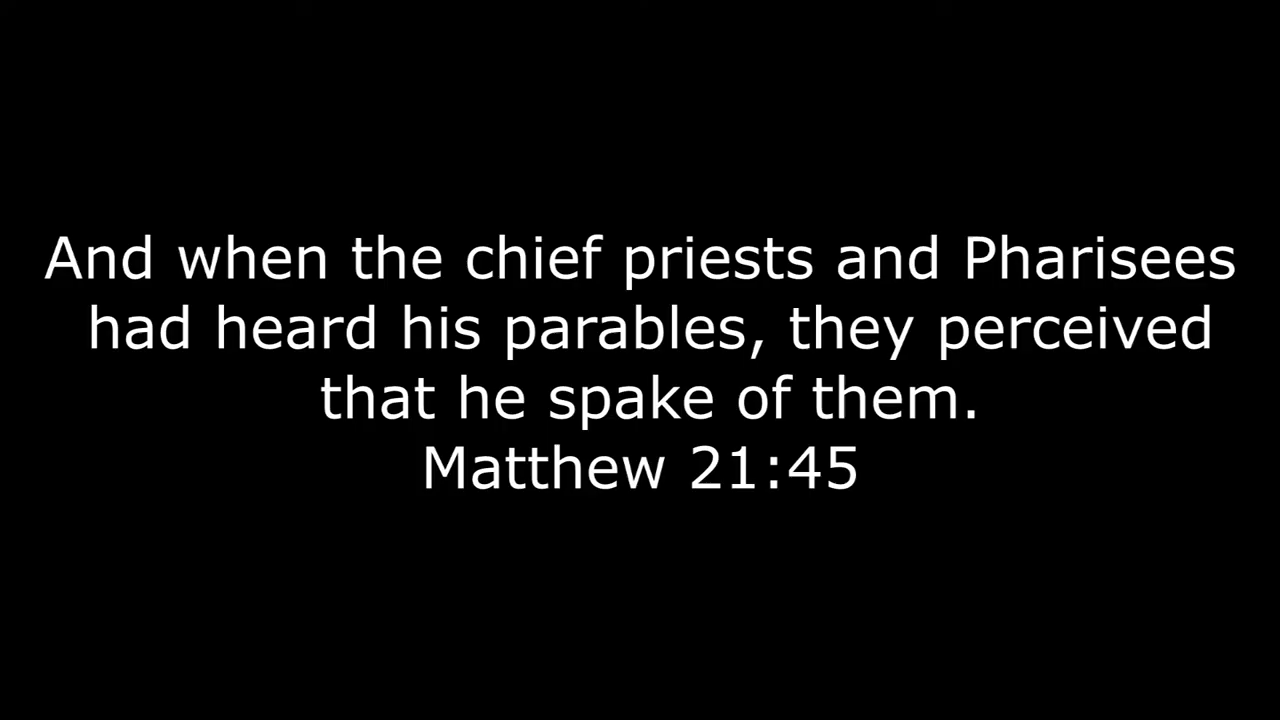 And when the chief priests and Pharisees
had heard his parables, they perceived
that he spake of them.
Matthew 21:45